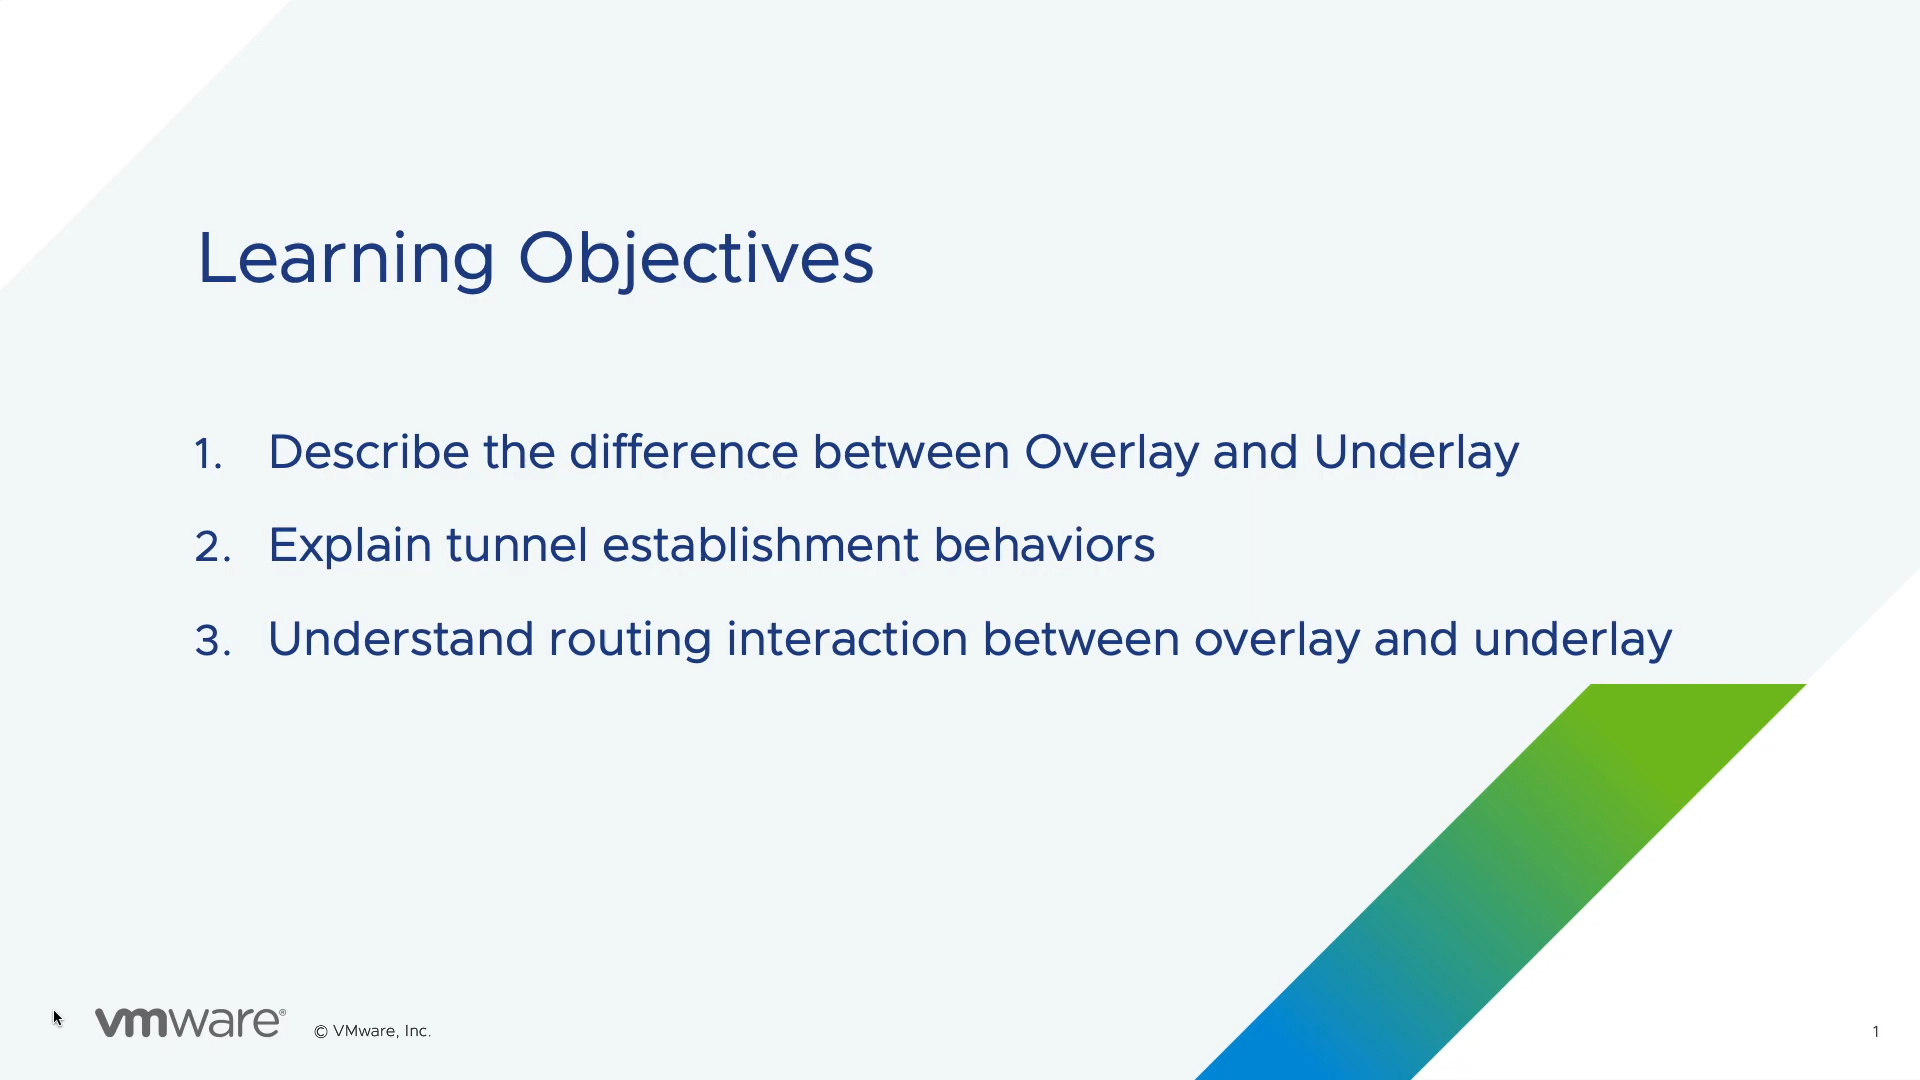 Learning Objectives
1. Describe the difference between Overlay and Underlay
2. Explain tunnel establishment behaviors
3. Understand routing interaction between overlay and underlay
vmware®
© VMware, Inc.
1